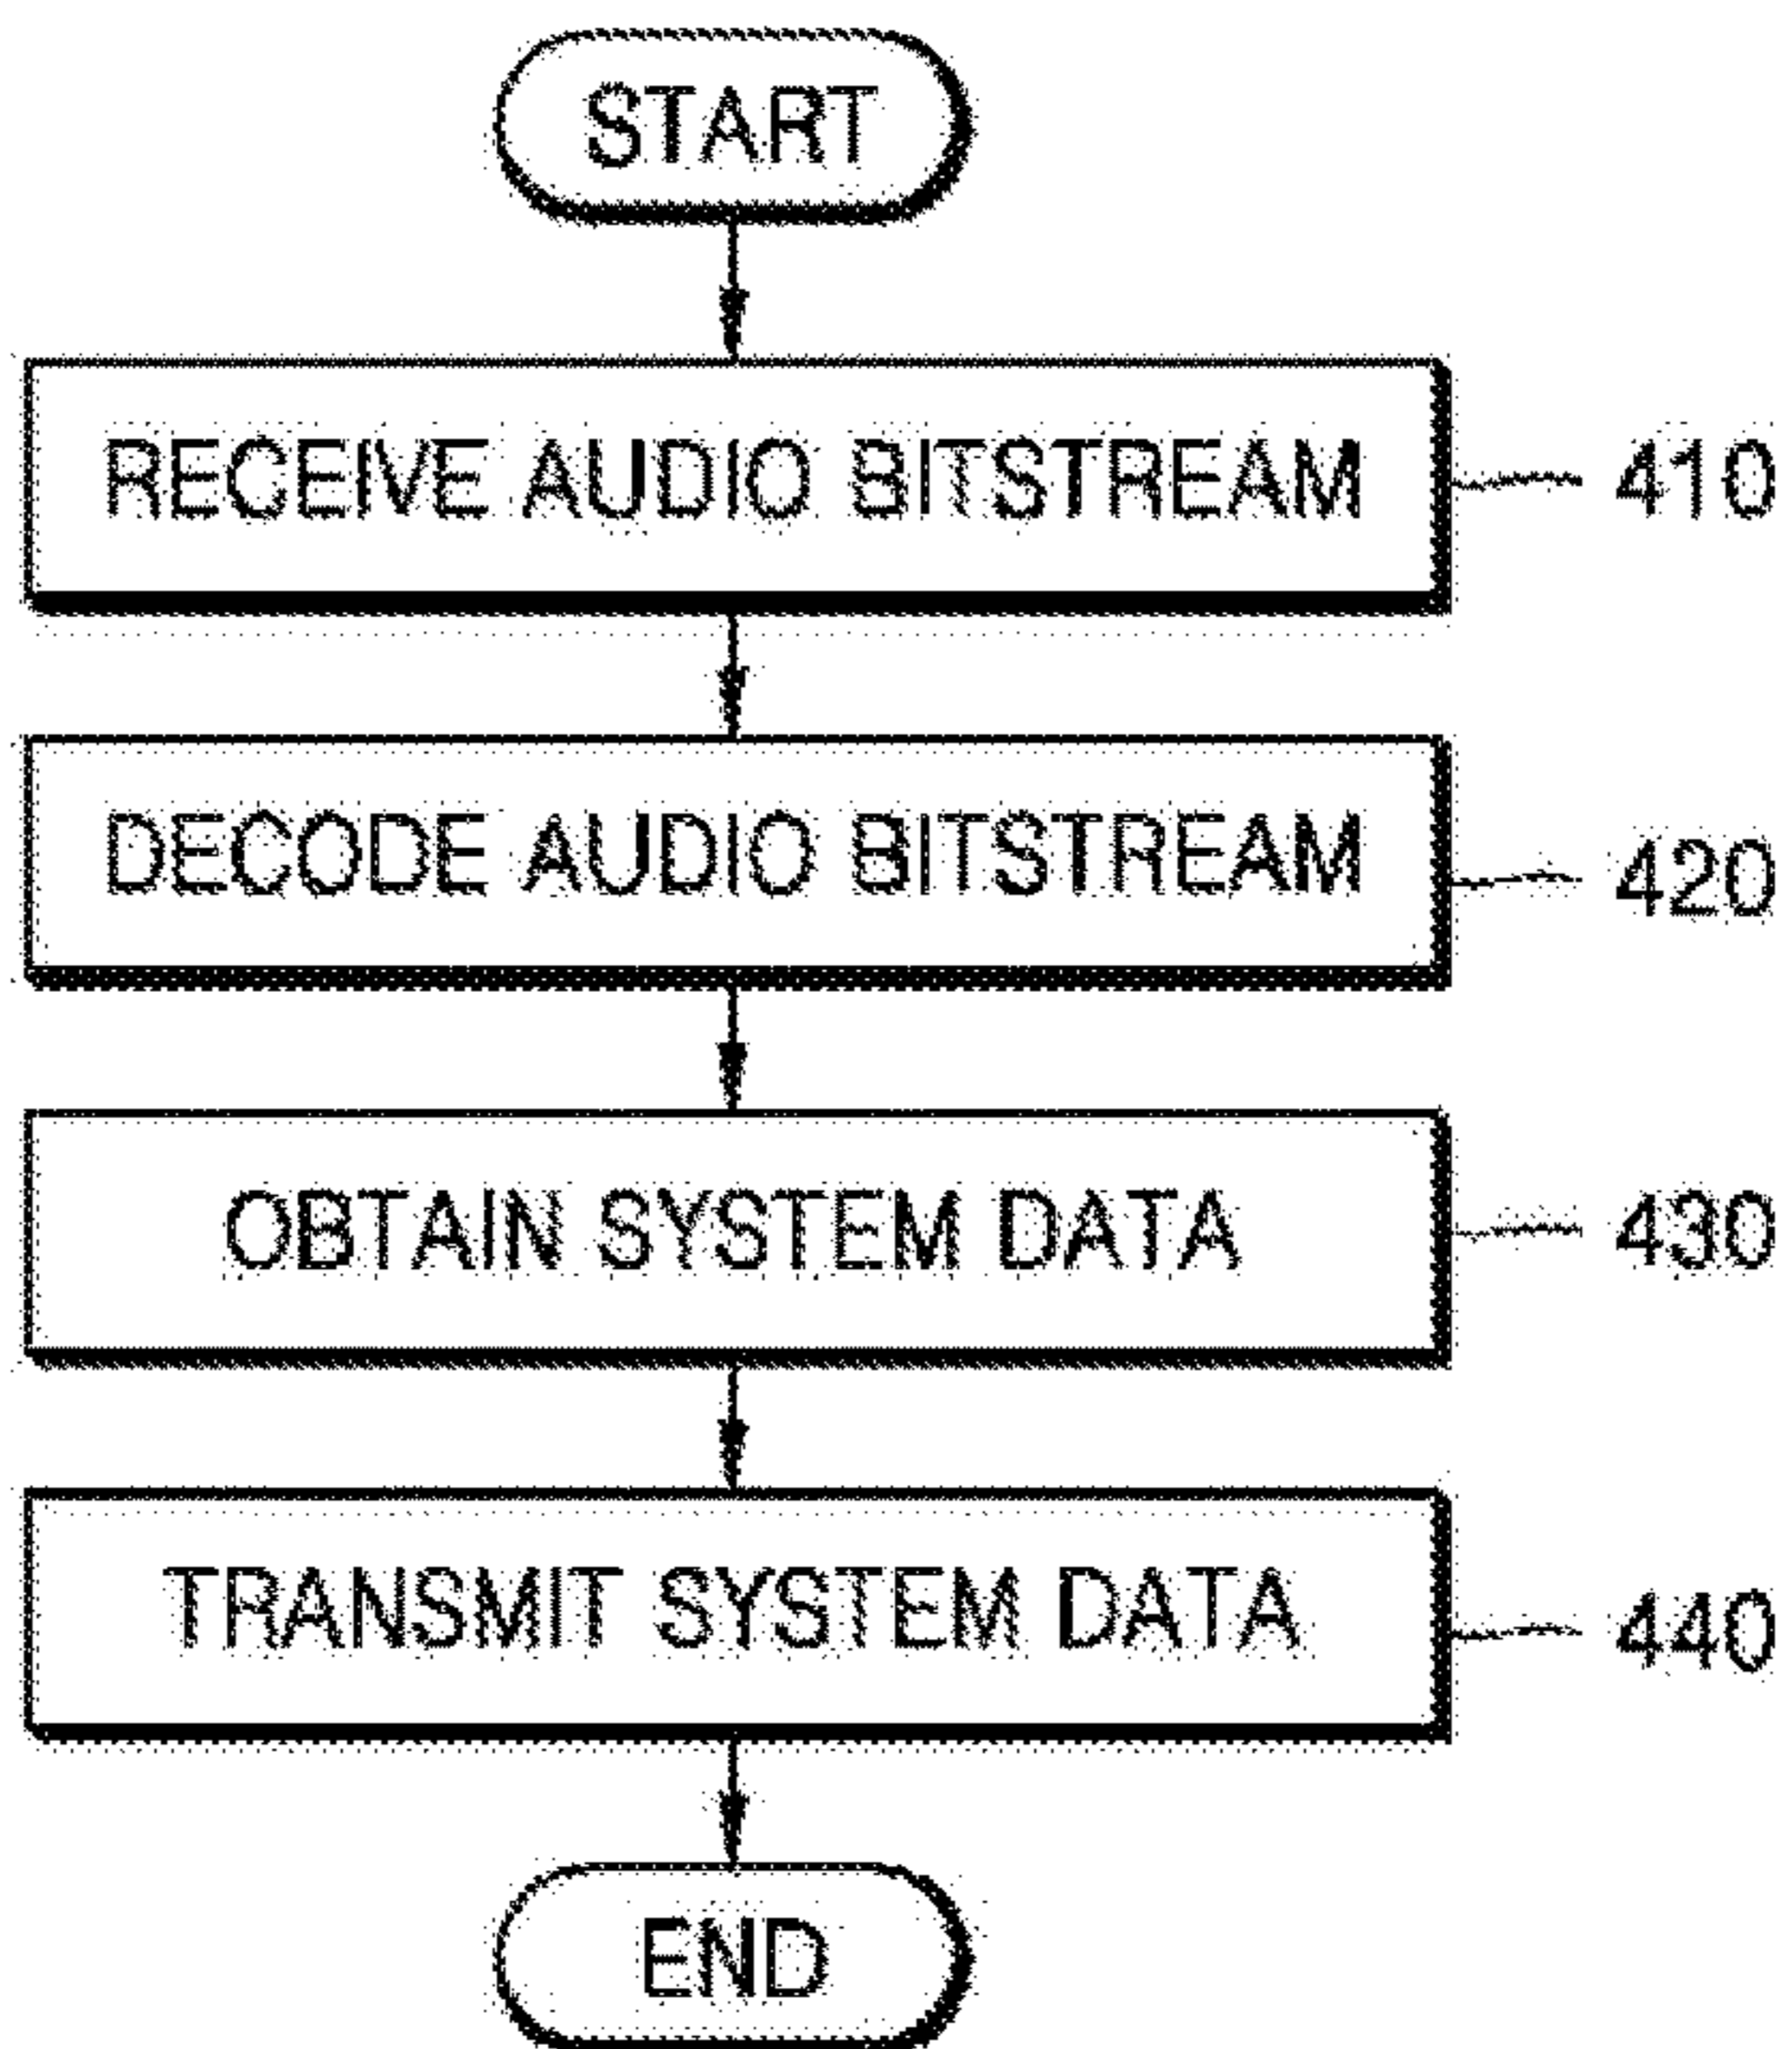 START
RECEIVE AUDIO BITSTREAM
410
DECODE AUDIO BITSTREAM
420
OBTAIN SYSTEM DATA
430
TRANSMIT SYSTEM DATA
440
END